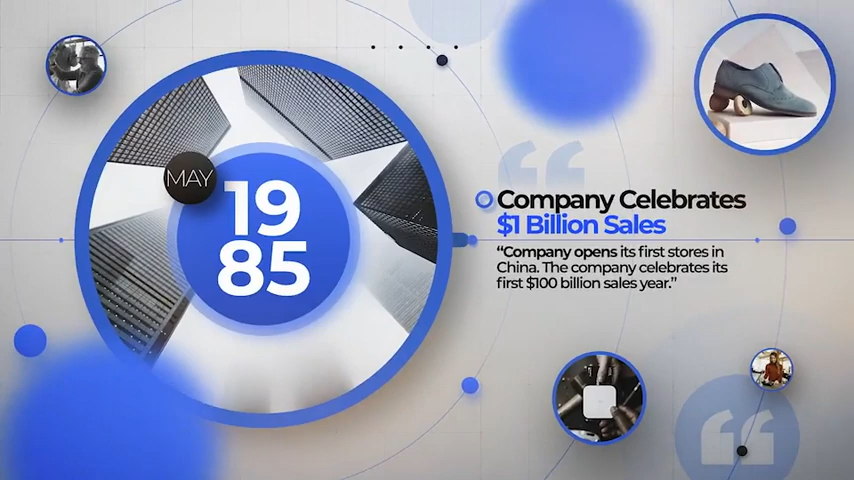 MAY
19
85
Company Celebrates
$1 Billion Sales
“Company opens its first stores in
China. The company celebrates its
first $100 billion sales year.”